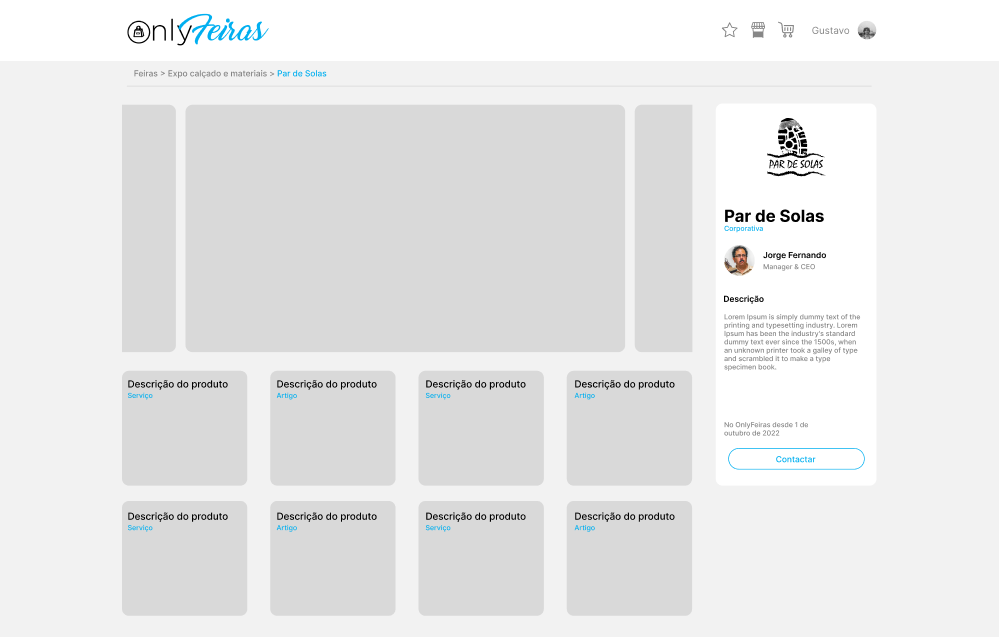 OnlyFeiras
Gustavo
Feiras > Expo calçado e materiais > Par de Solas
PAR DE SOLAS
Par de Solas
Corporativa
Jorge Fernando
Manager & CEO
Descrição
Lorem Ipsum is simply dummy text of the
printing and typesetting industry. Lorem
Ipsum has been the industry's standard
dummy text ever since the 1500s, when
an unknown printer took a galley of type
and scrambled it to make a type
specimen book.
No OnlyFeiras desde 1 de
outubro de 2022
Contactar
Descrição do produto
Serviço
Descrição do produto
Artigo
Descrição do produto
Serviço
Descrição do produto
Artigo
Descrição do produto
Serviço
Descrição do produto
Artigo
Descrição do produto
Serviço
Descrição do produto
Artigo